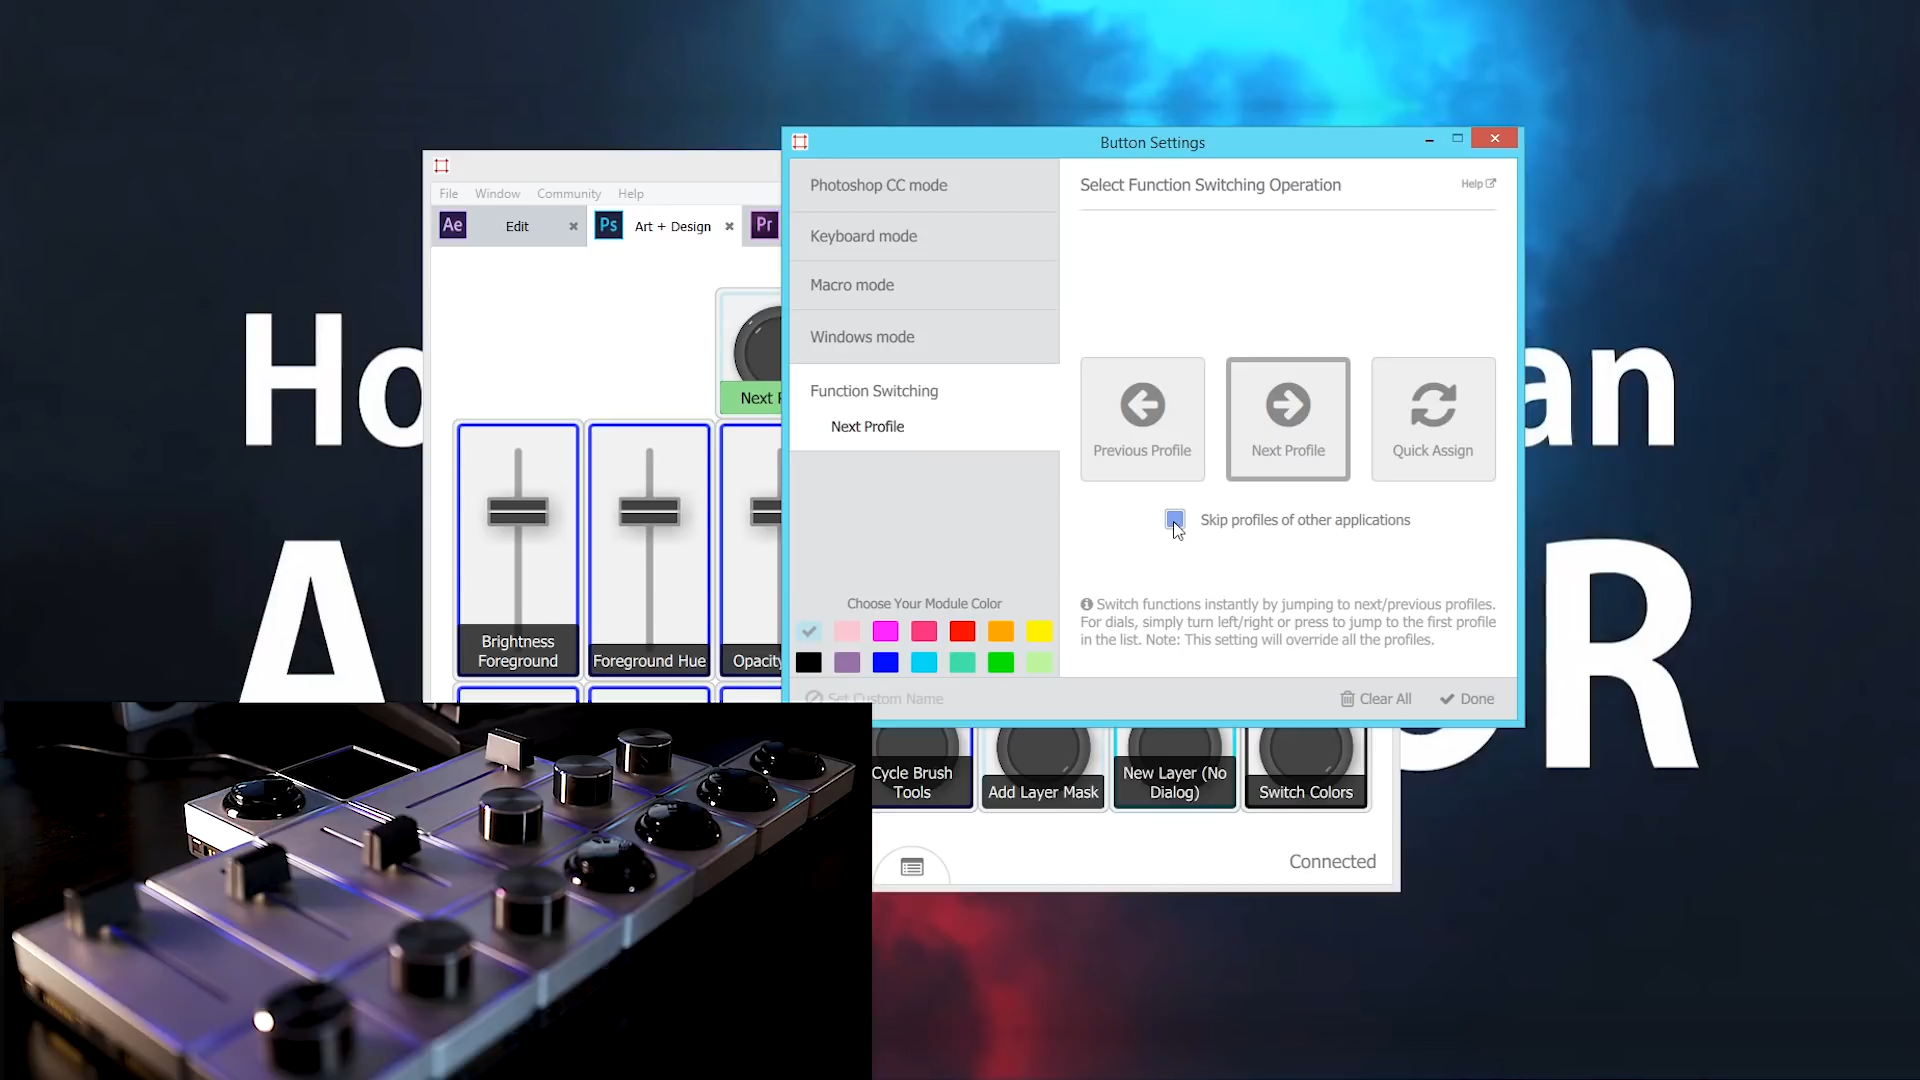 Button Settings
File Window Community Help
Ae Edit
Ps Art + Design
Pr
Photoshop CC mode
Keyboard mode
Macro mode
Windows mode
Function Switching
Next Profile
Select Function Switching Operation
Help
Previous Profile
Next Profile
Quick Assign
Skip profiles of other applications
Switch functions instantly by jumping to next/previous profiles.
For dials, simply turn left/right or press to jump to the first profile
in the list. Note: This setting will override all the profiles.
Choose Your Module Color
Set Custom Name
Clear All
Done
Next
Brightness
Foreground
Foreground Hue
Opacity
Cycle Brush
Tools
Add Layer Mask
New Layer (No
Dialog)
Switch Colors
Connected
Ho
an
A
R